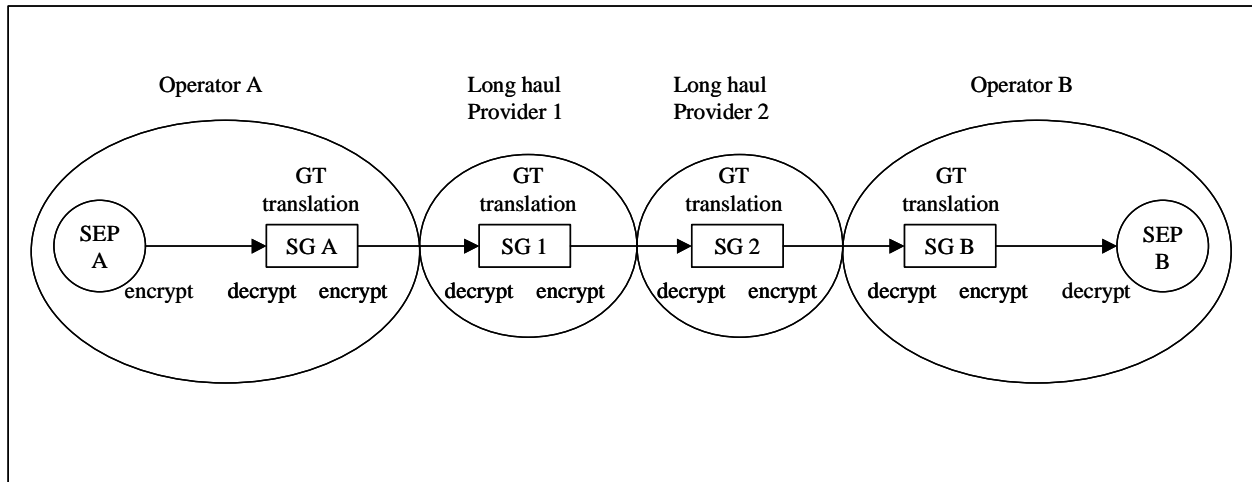 Operator A
Long haul
Provider 1
Long haul
Provider 2
Operator B
GT
translation
GT
translation
GT
translation
GT
translation
SEP
A
SG A
SG 1
SG 2
SG B
SEP
B
encrypt
decrypt
encrypt
decrypt
encrypt
decrypt
encrypt
decrypt
encrypt
decrypt